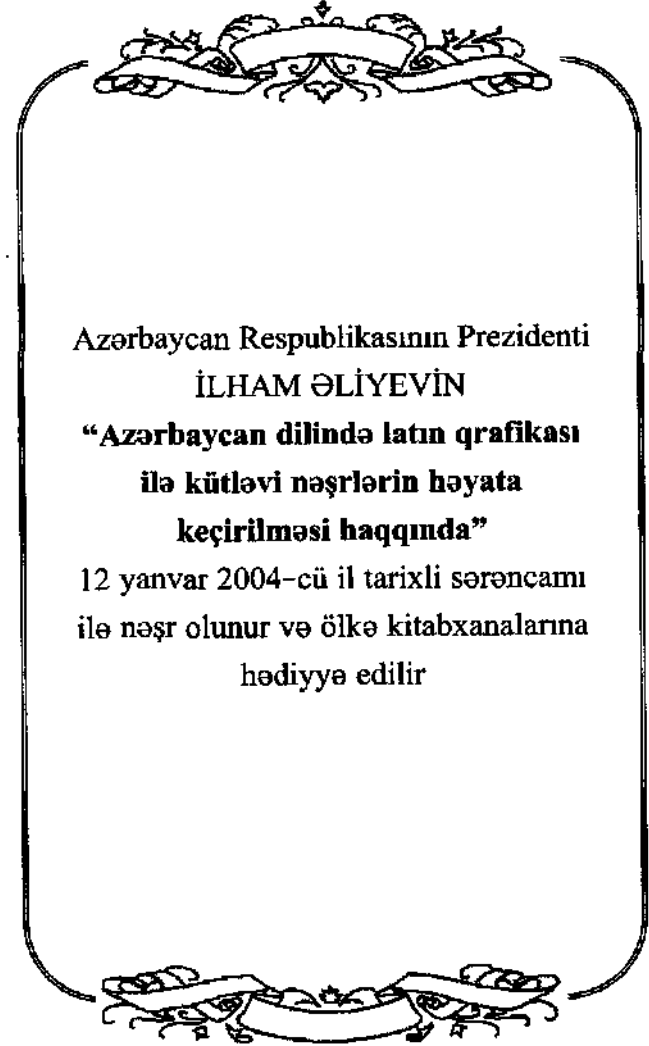 Azərbaycan Respublikasının Prezidenti
İLHAM ƏLİYEVİN
“Azərbaycan dilində latın qrafikası
ilə kütləvi nəşrlərin həyata
keçirilməsi haqqında”
12 yanvar 2004-cü il tarixli sərəncamı
ilə nəşr olunur və ölkə kitabxanalarına
hədiyyə edilir